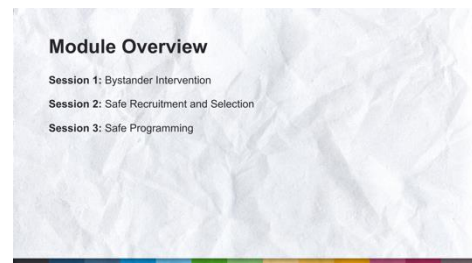 Module Overview
Session 1: Bystander Intervention
Session 2: Safe Recruitment and Selection
Session 3: Safe Programming